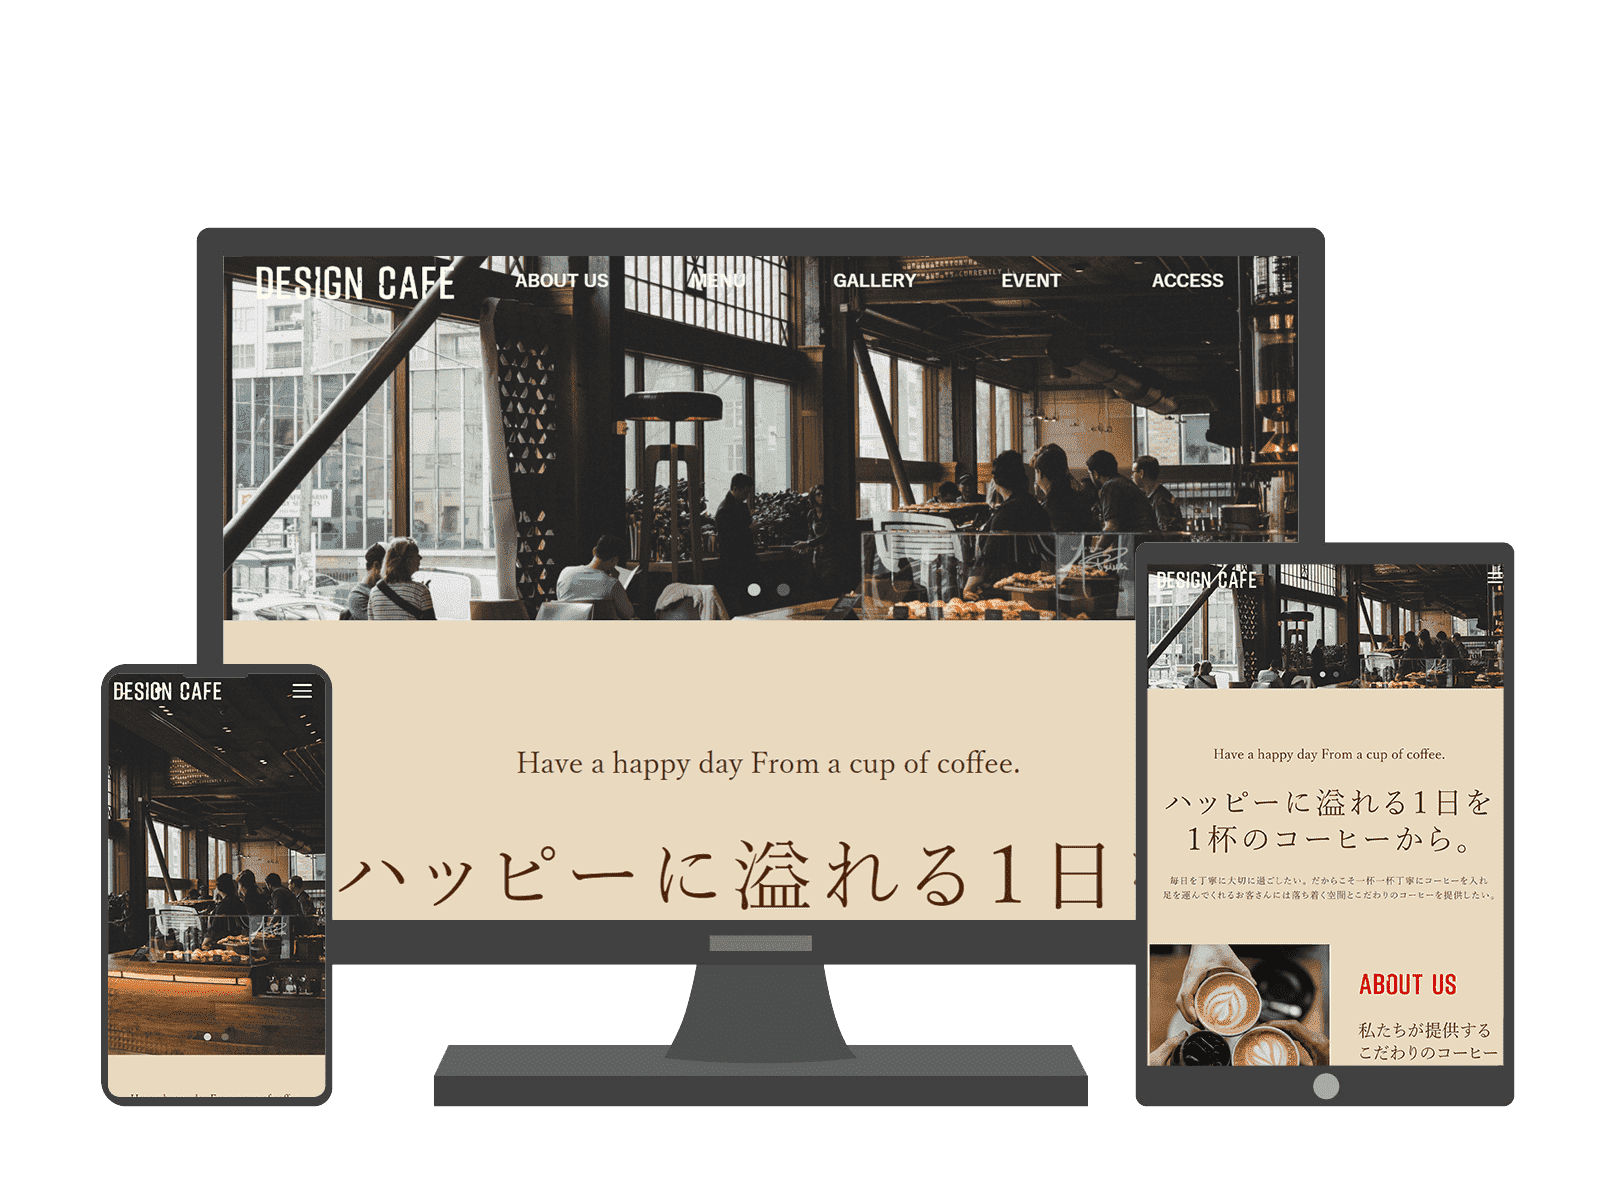 DESIGN CAFE
ABOUT US
MENU
GALLERY
EVENT
ACCESS
Have a happy day From a cup of coffee.
ハッピーに溢れる1日
DESIGN CAFE
DESIGN CAFE
Have a happy day From a cup of coffee.
ハッピーに溢れる1日を
1杯のコーヒーから。
毎日を丁寧に大切に過ごしたい。だからこそ一杯一杯丁寧にコーヒーを入れ
足を運んでくれるお客さんには落ち着く空間とこだわりのコーヒーを提供したい。
ABOUT US
私たちが提供する
こだわりのコーヒー